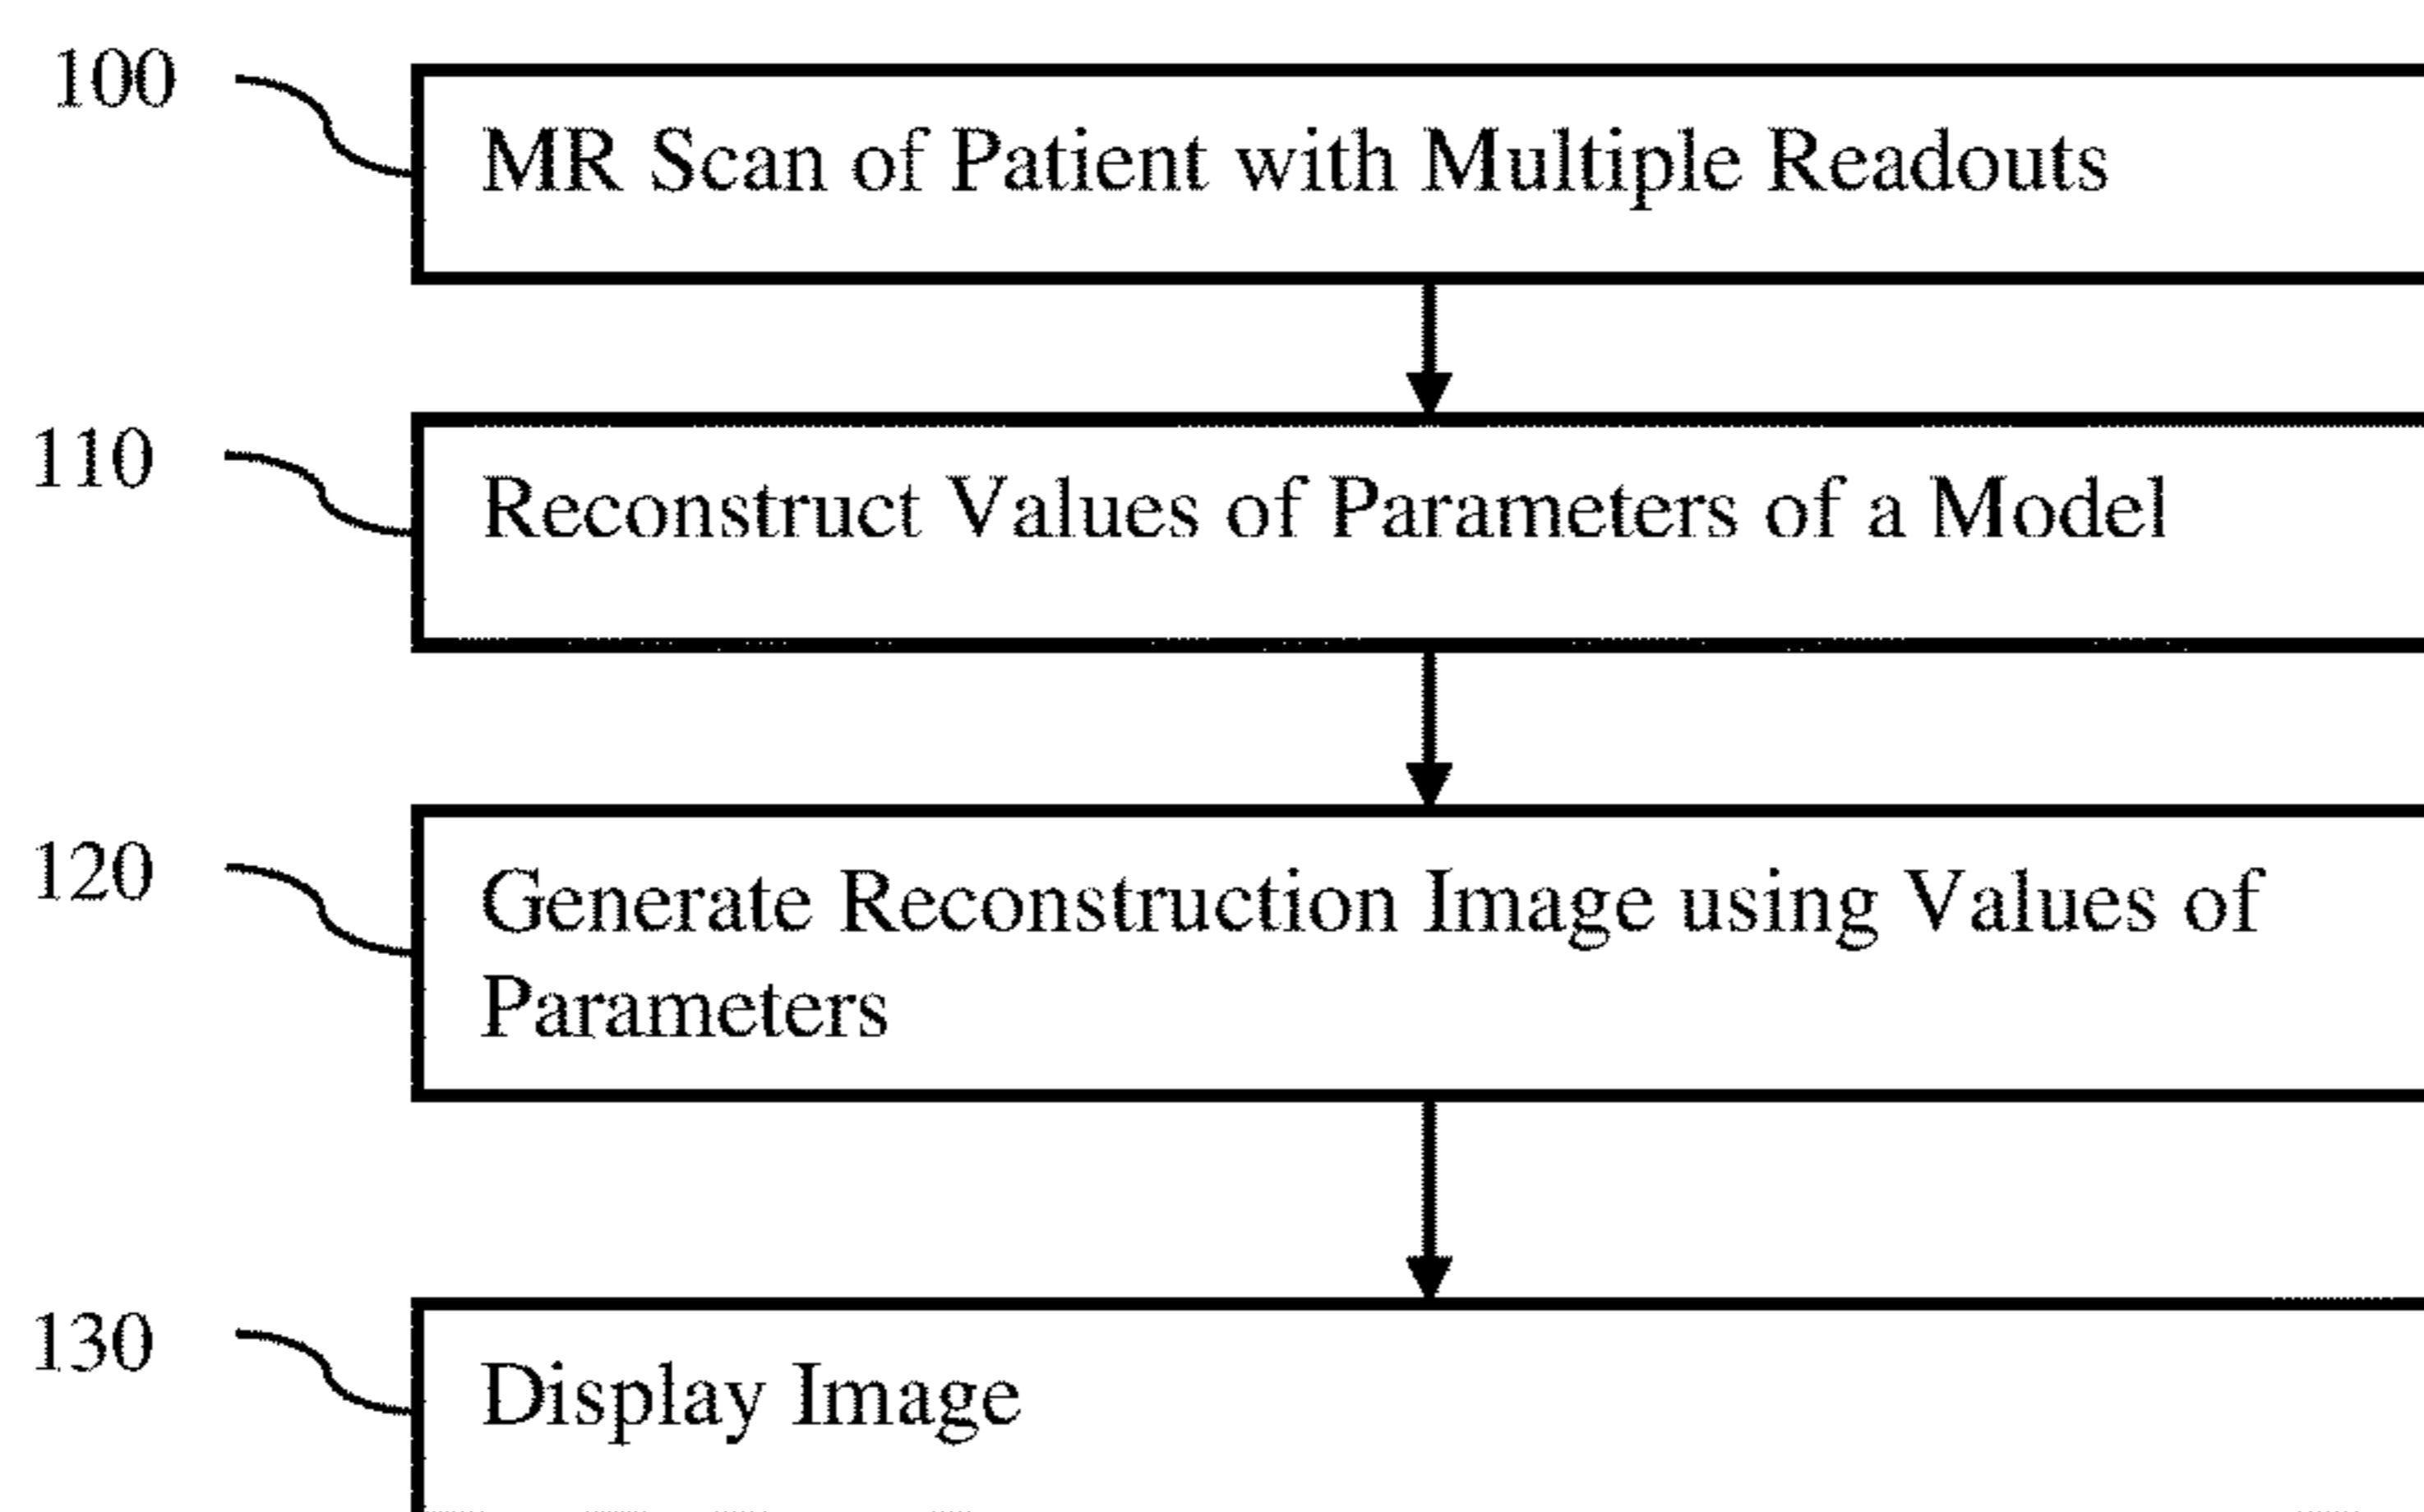 100
MR Scan of Patient with Multiple Readouts
110
Reconstruct Values of Parameters of a Model
120
Generate Reconstruction Image using Values of
Parameters
130
Display Image